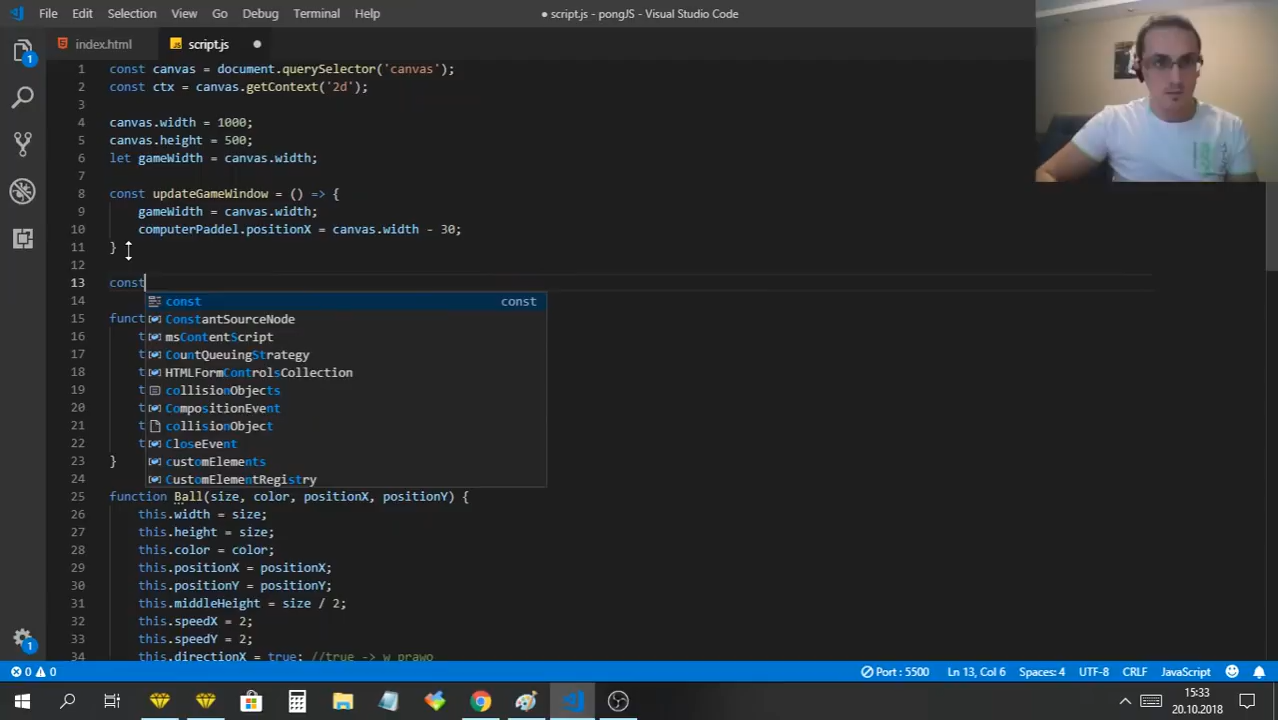 File Edit Selection View Go Debug Terminal Help
● script.js - pongJS - Visual Studio Code
index.html
JS script.js
1 const canvas = document.querySelector('canvas');
2 const ctx = canvas.getContext('2d');
3
4 canvas.width = 1000;
5 canvas.height = 500;
6 let gameWidth = canvas.width;
7
8 const updateGameWindow = () => {
9 gameWidth = canvas.width;
10 computerPaddel.positionX = canvas.width - 30;
11 }
12
13 const
14 const const
15 funct ConstantSourceNode
16 t msContentScript
17 t CountQueuingStrategy
18 t HTMLFormControlsCollection
19 t collisionObjects
20 t CompositionEvent
21 t collisionObject
22 t CloseEvent
23 } customElements
24 CustomElementRegistry
25 function Ball(size, color, positionX, positionY) {
26 this.width = size;
27 this.height = size;
28 this.color = color;
29 this.positionX = positionX;
30 this.positionY = positionY;
31 this.middleHeight = size / 2;
32 this.speedX = 2;
33 this.speedY = 2;
34 this.directionX = true; //true -> w prawo
1
1
0 0
Port : 5500 Ln 13, Col 6 Spaces: 4 UTF-8 CRLF JavaScript
15:33
20.10.2018